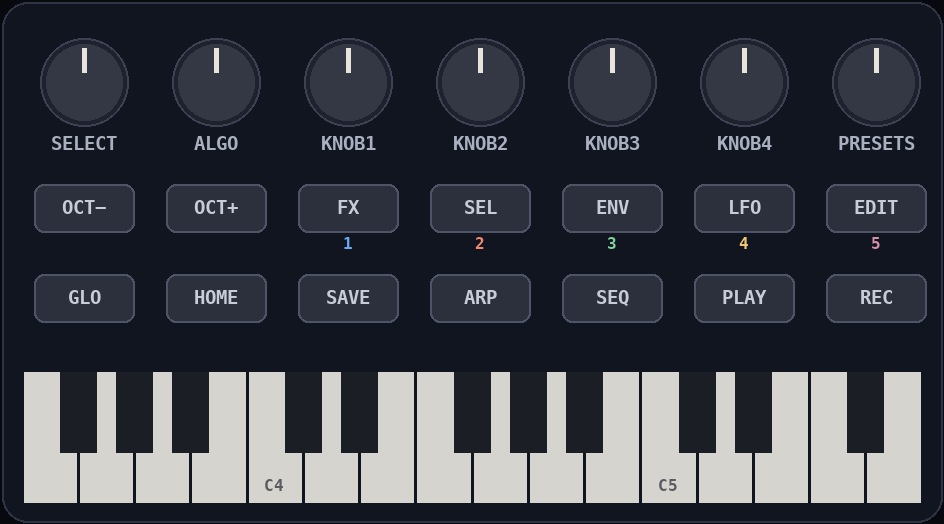 SELECT ALGO KNOB1 KNOB2 KNOB3 KNOB4 PRESETS
OCT− OCT+ FX SEL ENV LFO EDIT
1 2 3 4 5
GLO HOME SAVE ARP SEQ PLAY REC
C4 C5